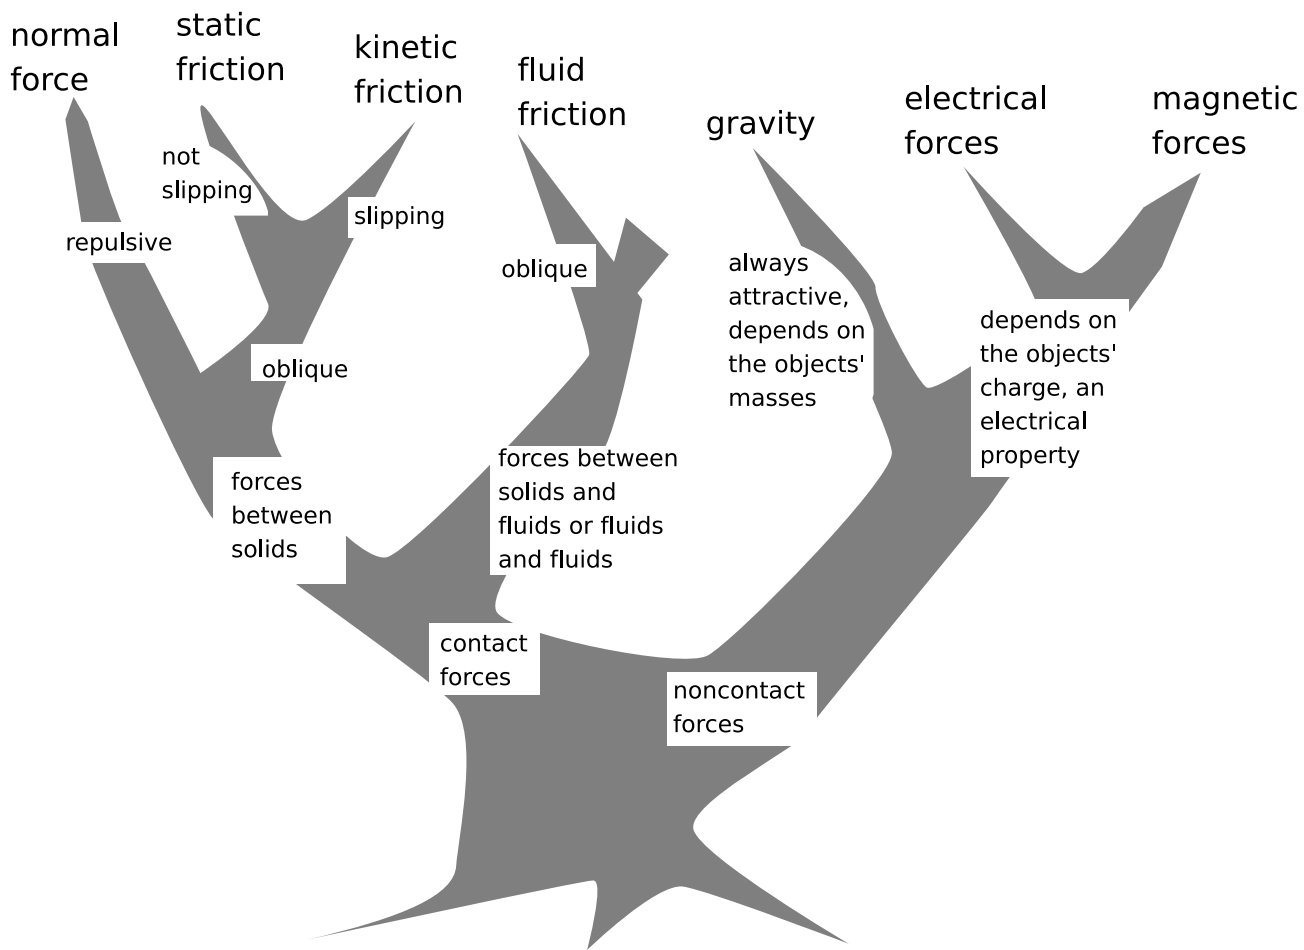 normal
force
static
friction
kinetic
friction
fluid
friction
gravity
electrical
forces
magnetic
forces
not
slipping
slipping
repulsive
oblique
oblique
always
attractive,
depends on
the objects'
masses
depends on
the objects'
charge, an
electrical
property
forces
between
solids
forces between
solids and
fluids or fluids
and fluids
contact
forces
noncontact
forces